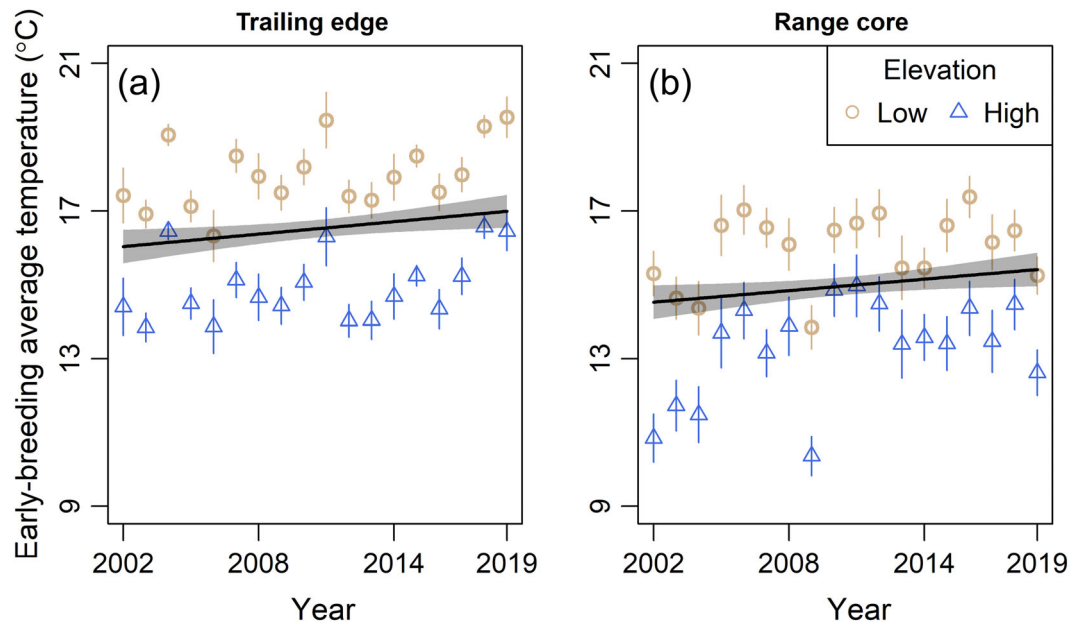 Trailing edge
Range core
Early-breeding average temperature (°C)
(a)
21
17
13
9
2002 2008 2014 2019
Year
(b)
Elevation
Low High
21
17
13
9
2002 2008 2014 2019
Year